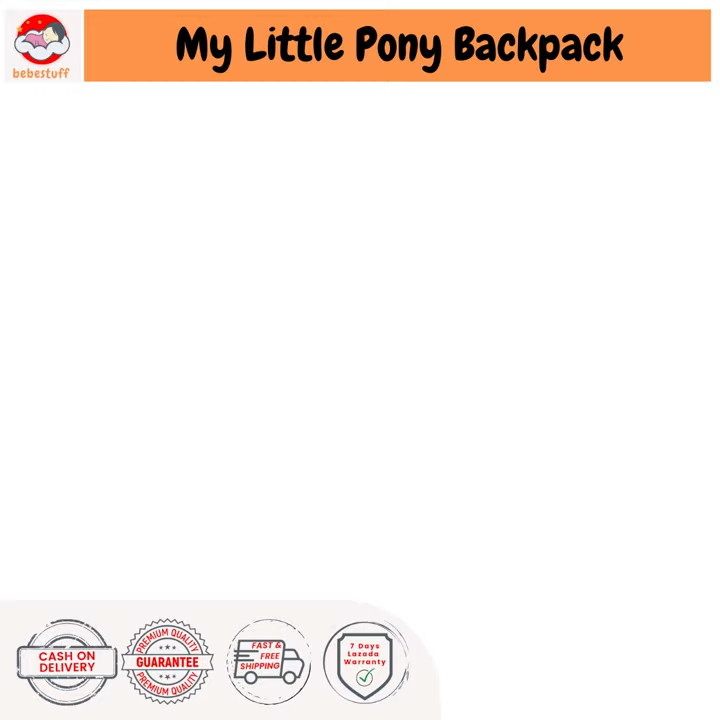 My Little Pony Backpack
bebestuff
CASH ON
DELIVERY
PREMIUM QUALITY
GUARANTEE
PREMIUM QUALITY
FAST &
FREE
SHIPPING
7 Days
Lazada
Warranty